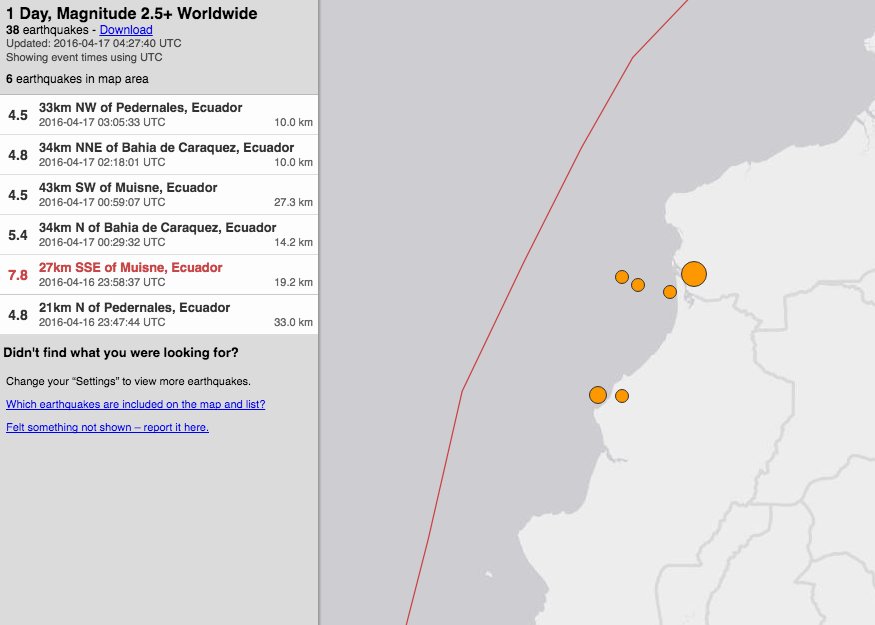 1 Day, Magnitude 2.5+ Worldwide
38 earthquakes - Download
Updated: 2016-04-17 04:27:40 UTC
Showing event times using UTC
6 earthquakes in map area
4.5 33km NW of Pedernales, Ecuador
2016-04-17 03:05:33 UTC 10.0 km
4.8 34km NNE of Bahia de Caraquez, Ecuador
2016-04-17 02:18:01 UTC 10.0 km
4.5 43km SW of Muisne, Ecuador
2016-04-17 00:59:07 UTC 27.3 km
5.4 34km N of Bahia de Caraquez, Ecuador
2016-04-17 00:29:32 UTC 14.2 km
7.8 27km SSE of Muisne, Ecuador
2016-04-16 23:58:37 UTC 19.2 km
4.8 21km N of Pedernales, Ecuador
2016-04-16 23:47:44 UTC 33.0 km
Didn't find what you were looking for?
Change your “Settings” to view more earthquakes.
Which earthquakes are included on the map and list?
Felt something not shown – report it here.